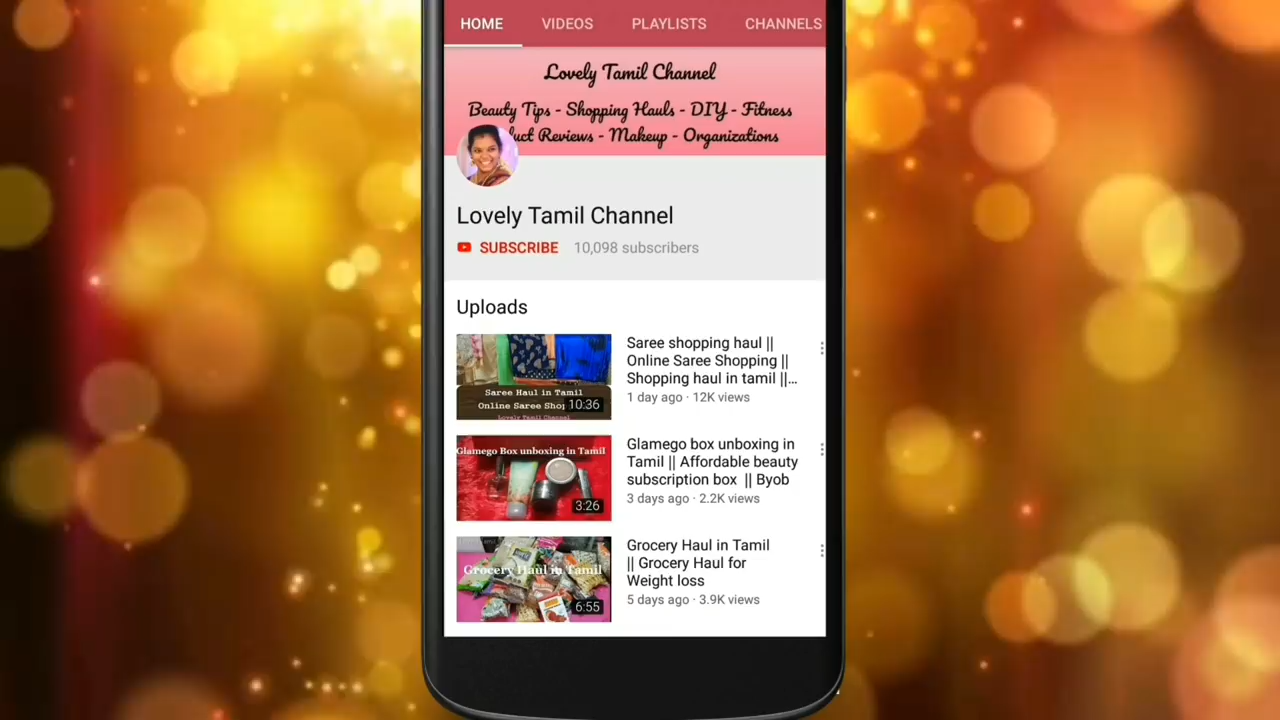 HOME VIDEOS PLAYLISTS CHANNELS
Lovely Tamil Channel
Beauty Tips - Shopping Hauls - DIY - Fitness
Reviews - Makeup - Organizations
Lovely Tamil Channel
SUBSCRIBE 10,098 subscribers
Uploads
Saree Haul in Tamil
Online Saree
10:36
Lovely Tamil Channel
Saree shopping haul ||
Online Saree Shopping ||
Shopping haul in tamil ||...
1 day ago · 12K views
Glamego Box unboxing in Tamil
3:26
Glamego box unboxing in
Tamil || Affordable beauty
subscription box || Byob
3 days ago · 2.2K views
Grocery Haul in Tamil
6:55
Grocery Haul in Tamil
|| Grocery Haul for
Weight loss
5 days ago · 3.9K views